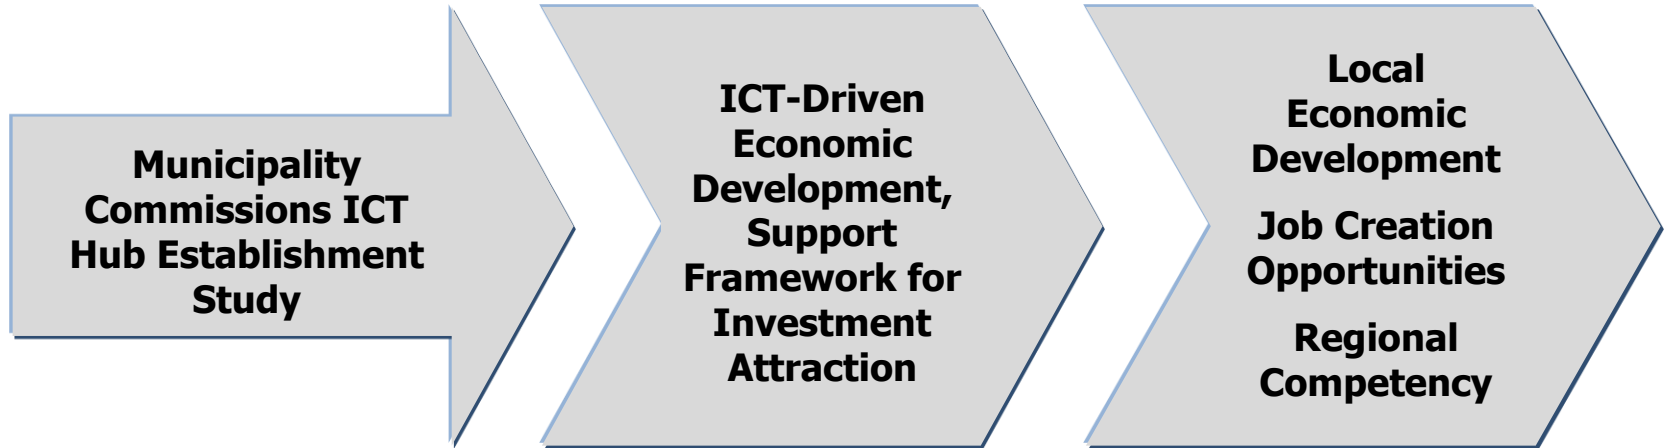 Municipality
Commissions ICT
Hub Establishment
Study
ICT-Driven
Economic
Development,
Support
Framework for
Investment
Attraction
Local
Economic
Development
Job Creation
Opportunities
Regional
Competency